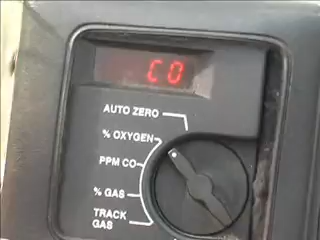 CO
AUTO ZERO
% OXYGEN
PPM CO
% GAS
TRACK
GAS